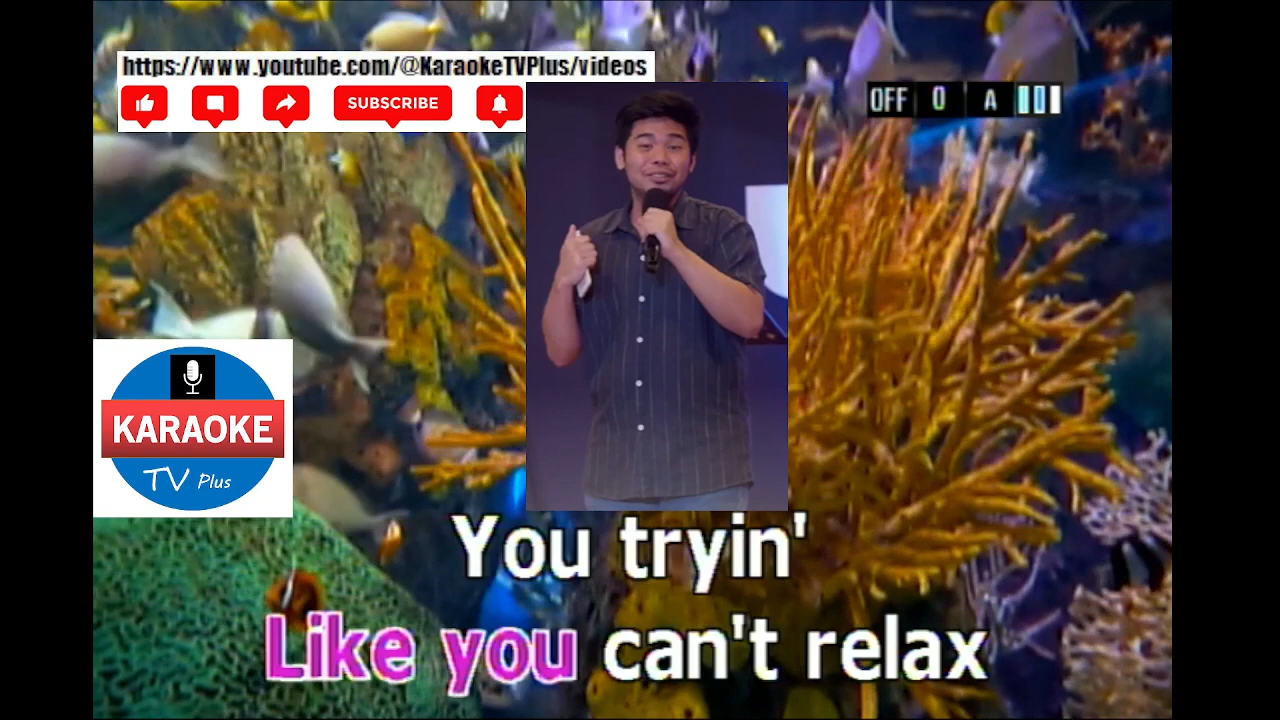 https://www.youtube.com/@KaraokeTVPlus/videos
SUBSCRIBE
OFF 0 A
KARAOKE
TV Plus
You tryin'
Like you can't relax